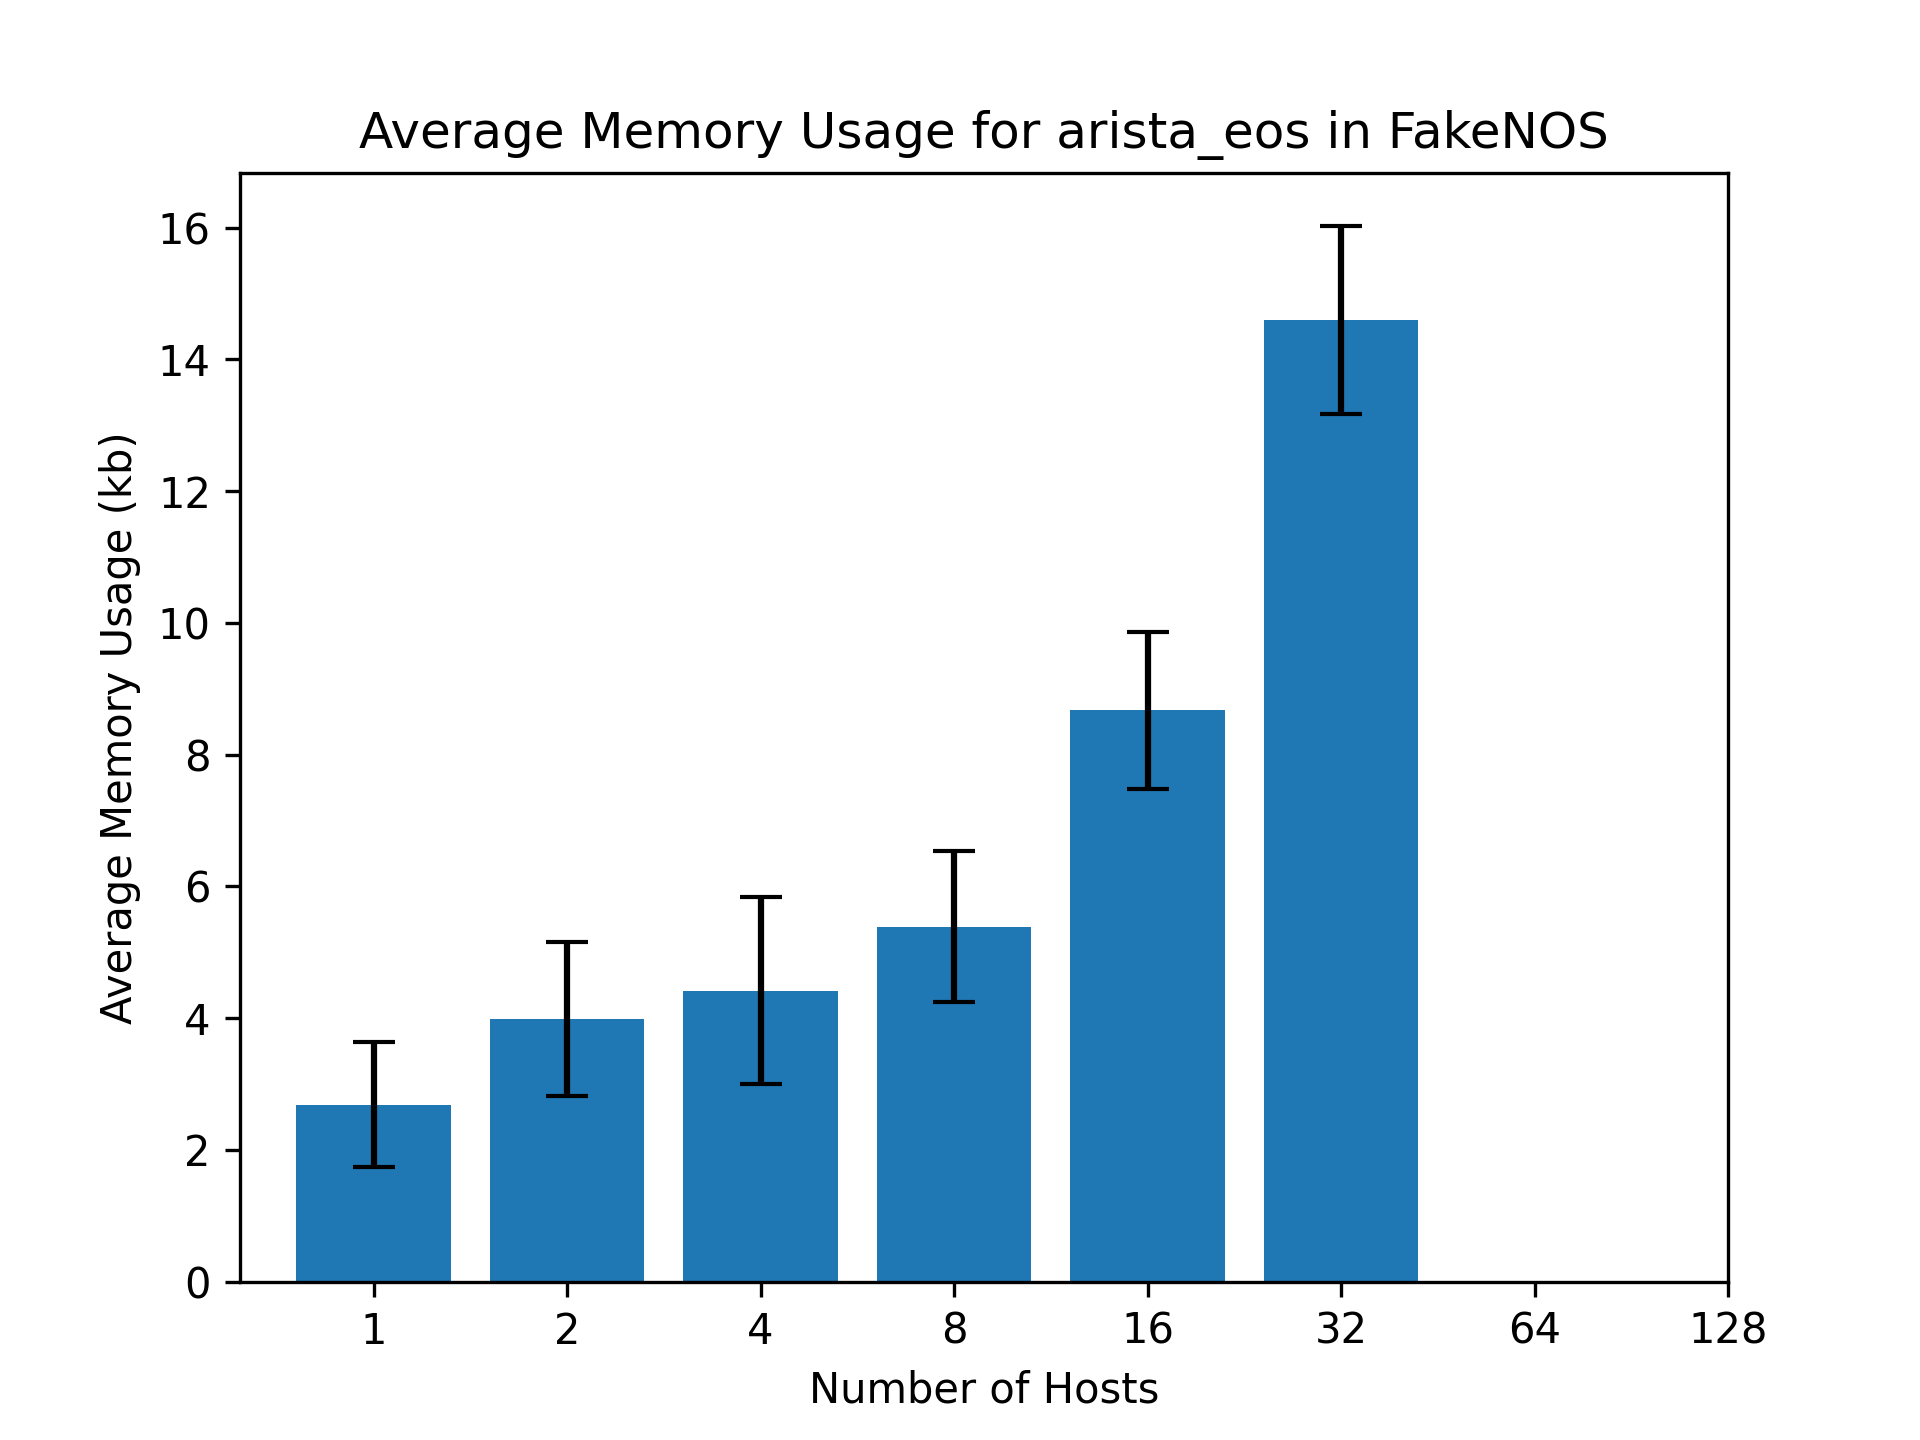 Average Memory Usage for arista_eos in FakeNOS
Average Memory Usage (kb)
16
14
12
10
8
6
4
2
0
1 2 4 8 16 32 64 128
Number of Hosts